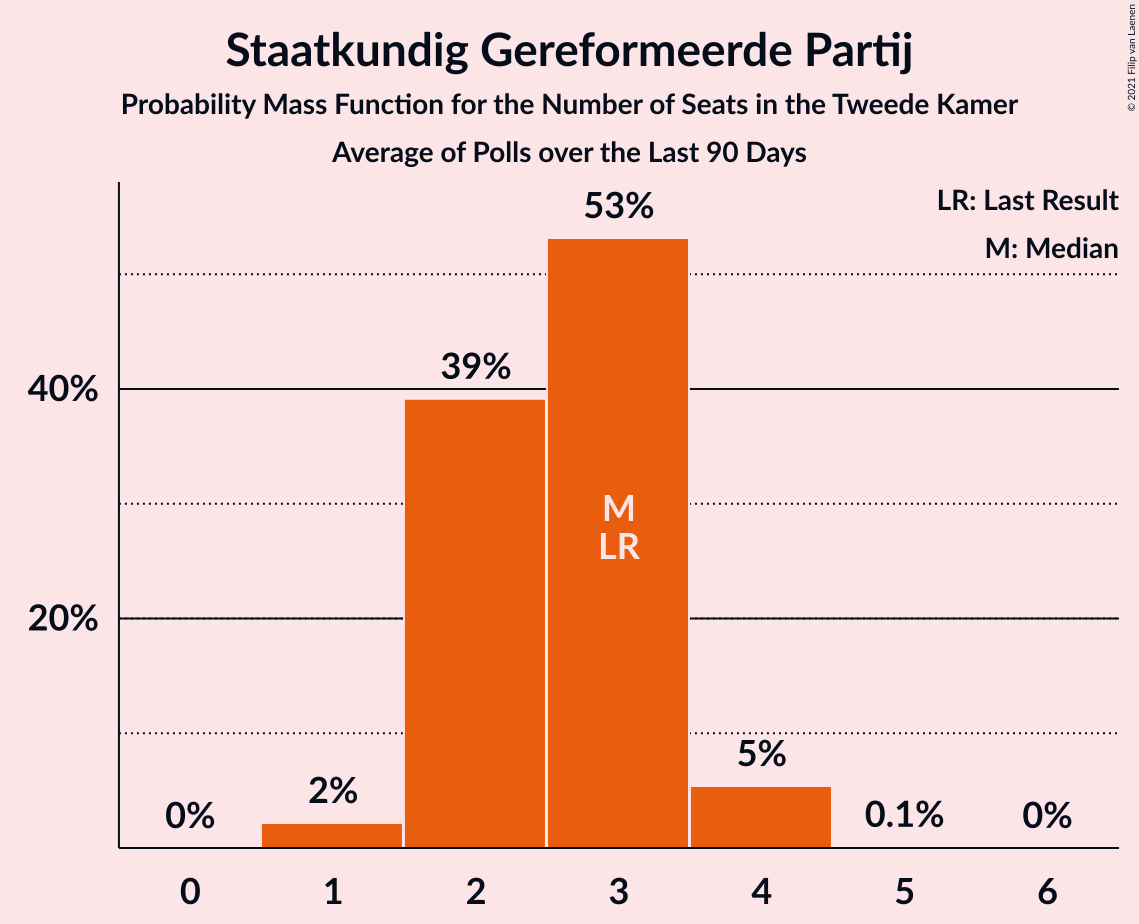 Staatkundig Gereformeerde Partij
Probability Mass Function for the Number of Seats in the Tweede Kamer
Average of Polls over the Last 90 Days
© 2021 Filip van Laenen
LR: Last Result
M: Median
53%
39%
40%
M
LR
20%
5%
2%
0%
0.1%
0%
0 1 2 3 4 5 6